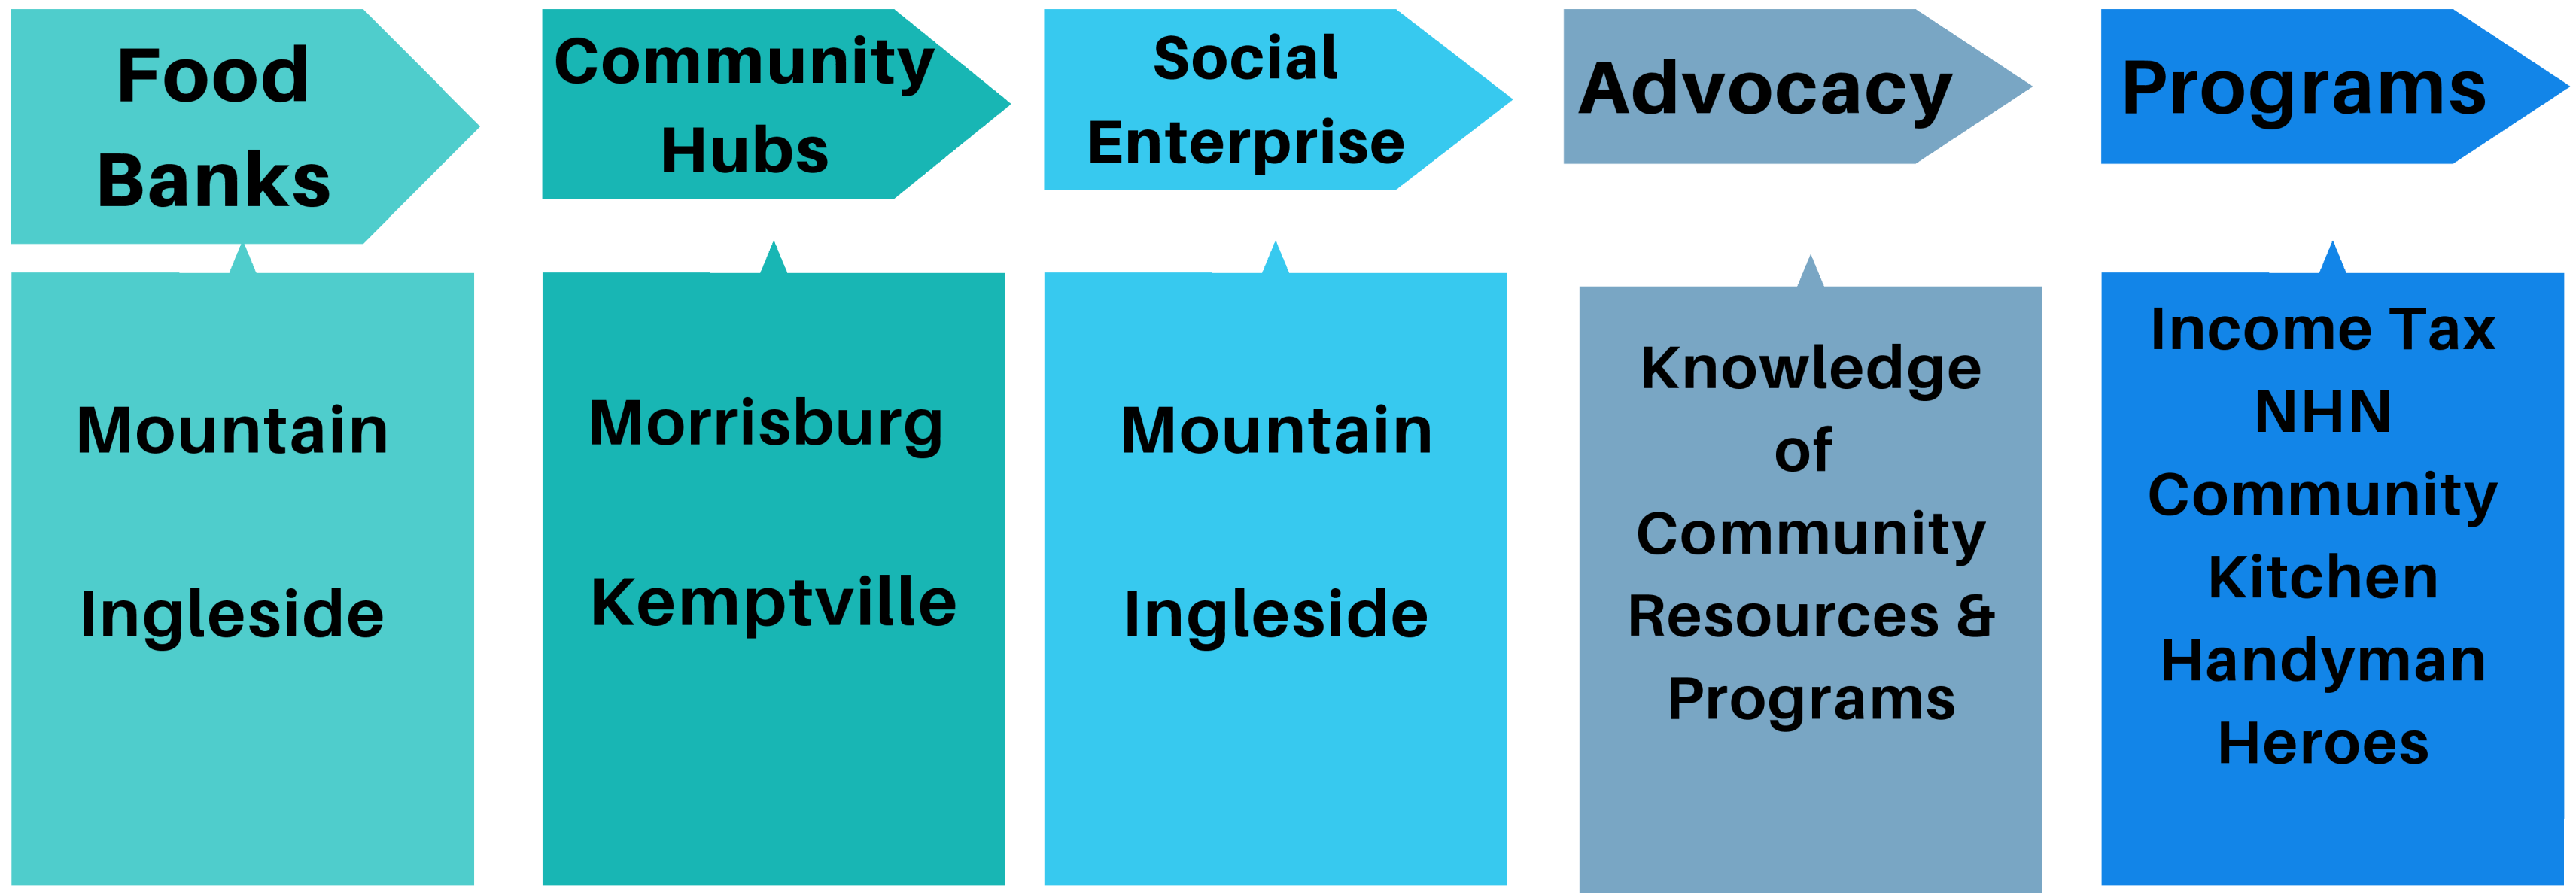 Food
Banks
Mountain
Ingleside
Community
Hubs
Morrisburg
Kemptville
Social
Enterprise
Mountain
Ingleside
Advocacy
Knowledge
of
Community
Resources &
Programs
Programs
Income Tax
NHN
Community
Kitchen
Handyman
Heroes